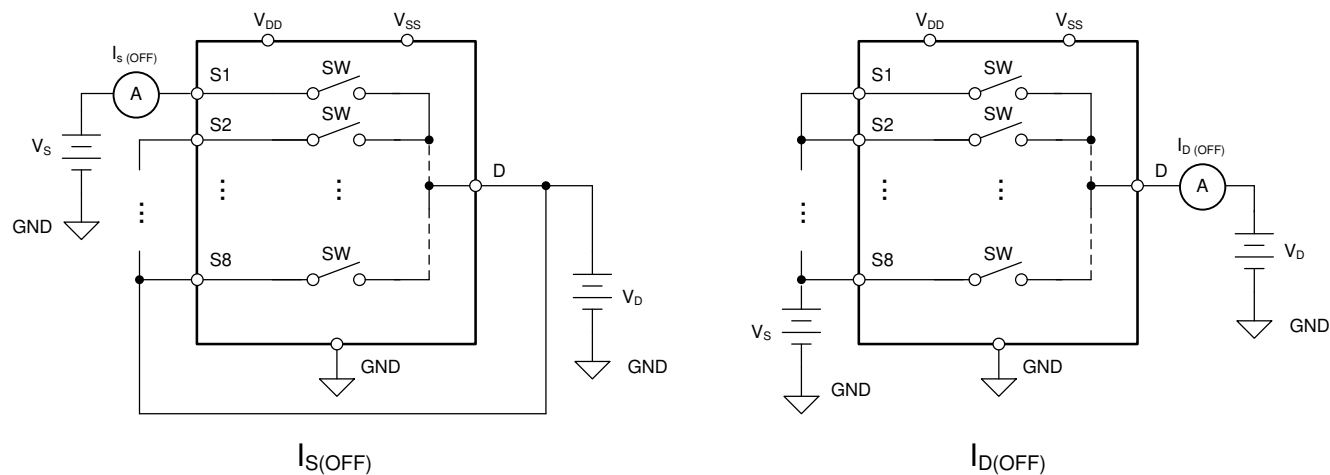 VDD
VSS
Is (OFF)
A
S1
SW
S2
SW
VS
GND
...
...
...
D
S8
SW
VD
GND
GND
IS(OFF)
VDD
VSS
S1
SW
S2
SW
ID (OFF)
D
A
...
...
...
S8
SW
VD
VS
GND
GND
GND
ID(OFF)